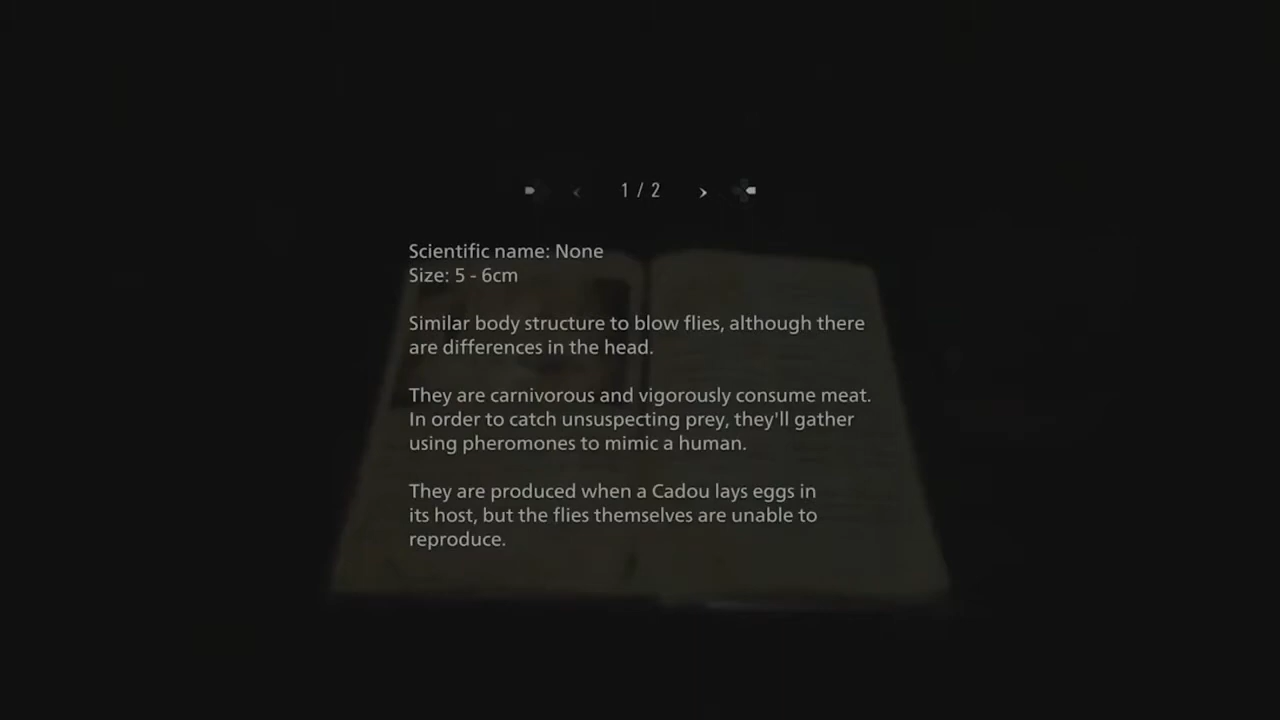 1 / 2
Scientific name: None
Size: 5 - 6cm
Similar body structure to blow flies, although there
are differences in the head.
They are carnivorous and vigorously consume meat.
In order to catch unsuspecting prey, they'll gather
using pheromones to mimic a human.
They are produced when a Cadou lays eggs in
its host, but the flies themselves are unable to
reproduce.